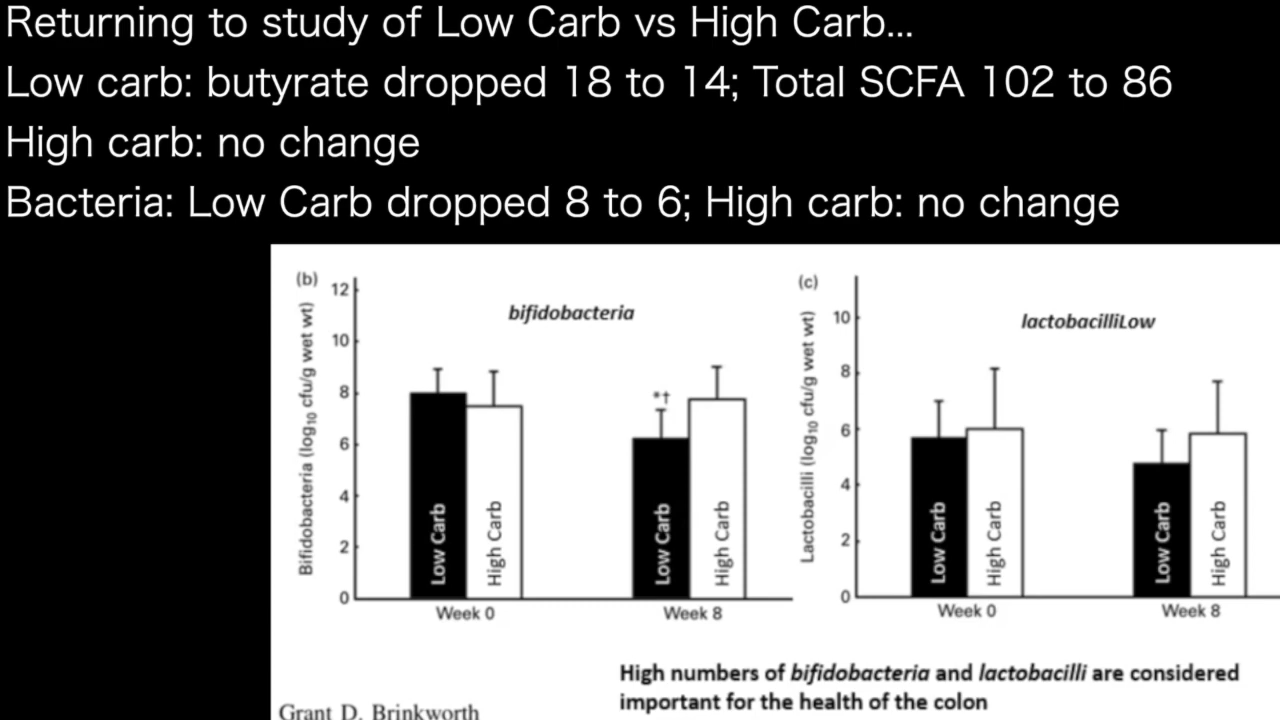 Returning to study of Low Carb vs High Carb...
Low carb: butyrate dropped 18 to 14; Total SCFA 102 to 86
High carb: no change
Bacteria: Low Carb dropped 8 to 6; High carb: no change
(b)
bifidobacteria
Bifidobacteria (log10 cfu/g wet wt)
12
10
8
6
4
2
0
*†
Low Carb
High Carb
Low Carb
High Carb
Week 0
Week 8
(c)
lactobacilliLow
Lactobacilli (log10 cfu/g wet wt)
10
8
6
4
2
0
Low Carb
High Carb
Low Carb
High Carb
Week 0
Week 8
High numbers of bifidobacteria and lactobacilli are considered
important for the health of the colon
Grant D. Brinkworth